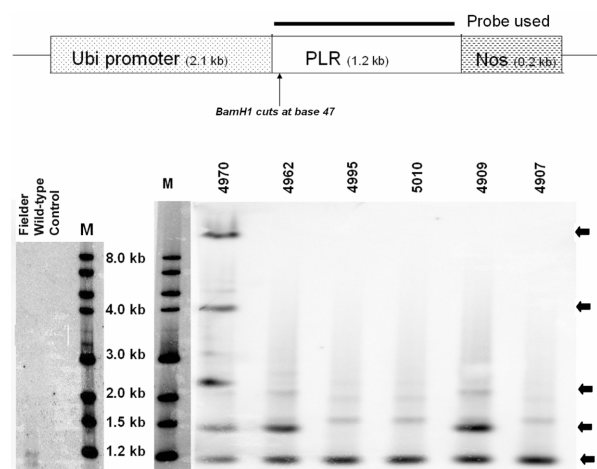 Probe used
Ubi promoter (2.1 kb)
PLR (1.2 kb)
Nos (0.2 kb)
BamH1 cuts at base 47
Fielder
Wild-type
Control
M
M
4970
4962
4995
5010
4909
4907
8.0 kb
4.0 kb
3.0 kb
2.0 kb
1.5 kb
1.2 kb